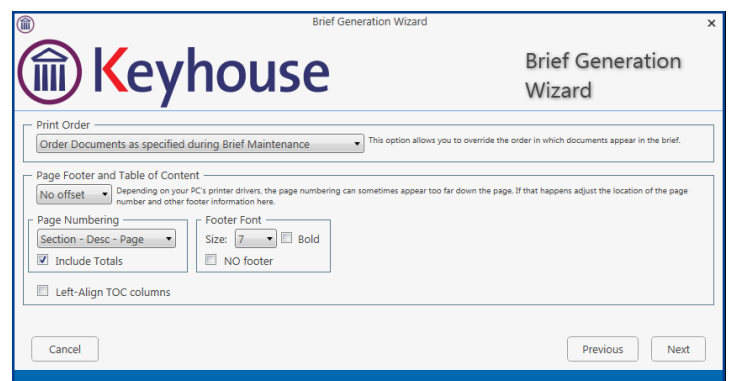 Brief Generation Wizard
Keyhouse
Brief Generation
Wizard
Print Order
Order Documents as specified during Brief Maintenance
This option allows you to override the order in which documents appear in the brief.
Page Footer and Table of Content
No offset
Depending on your PC's printer drivers, the page numbering can sometimes appear too far down the page. If that happens adjust the location of the page
number and other footer information here.
Page Numbering
Section - Desc - Page
Include Totals
Footer Font
Size: 7 Bold
NO footer
Left-Align TOC columns
Cancel
Previous
Next